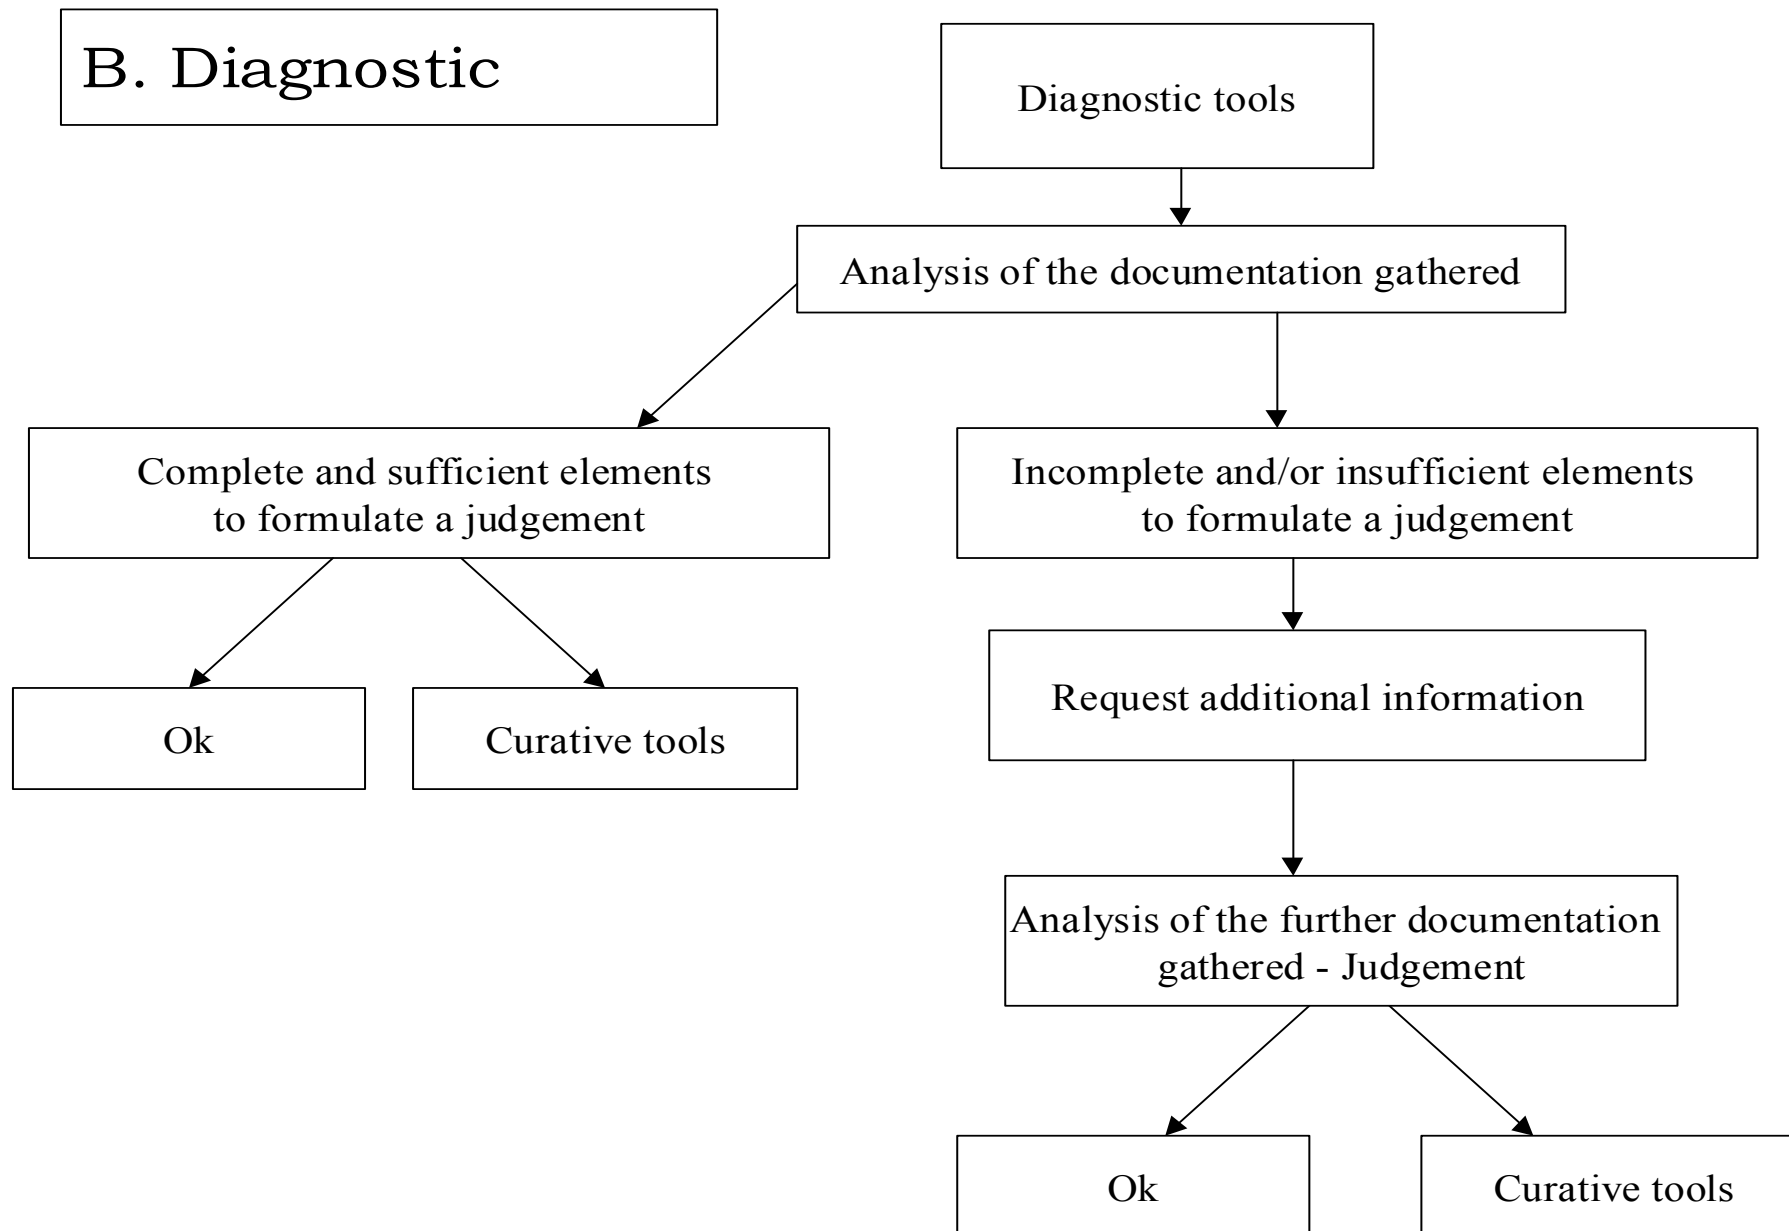 B. Diagnostic
Diagnostic tools
Analysis of the documentation gathered
Complete and sufficient elements
to formulate a judgement
Incomplete and/or insufficient elements
to formulate a judgement
Ok
Curative tools
Request additional information
Analysis of the further documentation
gathered - Judgement
Ok
Curative tools